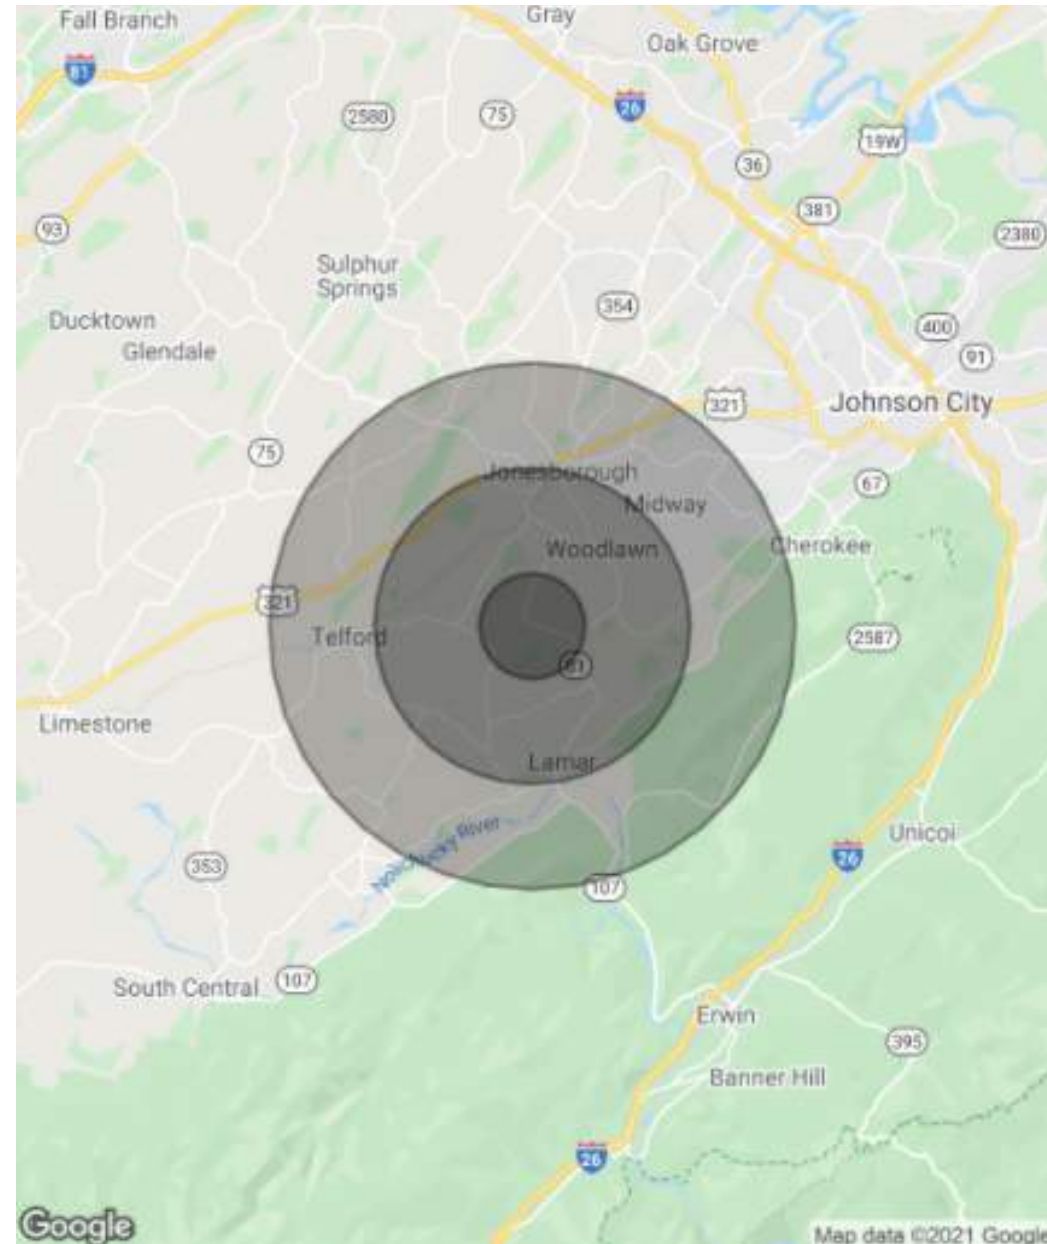 Fall Branch
Gray
Oak Grove
81
26
2580
75
19W
36
93
381
2380
Sulphur
Springs
354
Ducktown
400
Glendale
91
321
Johnson City
75
Jonesborough
67
Midway
Cherokee
Woodlawn
321
Telford
2587
81
Limestone
Lamar
Nolichucky River
Unicoi
353
26
107
South Central
107
Erwin
395
Banner Hill
26
Google
Map data ©2021 Google